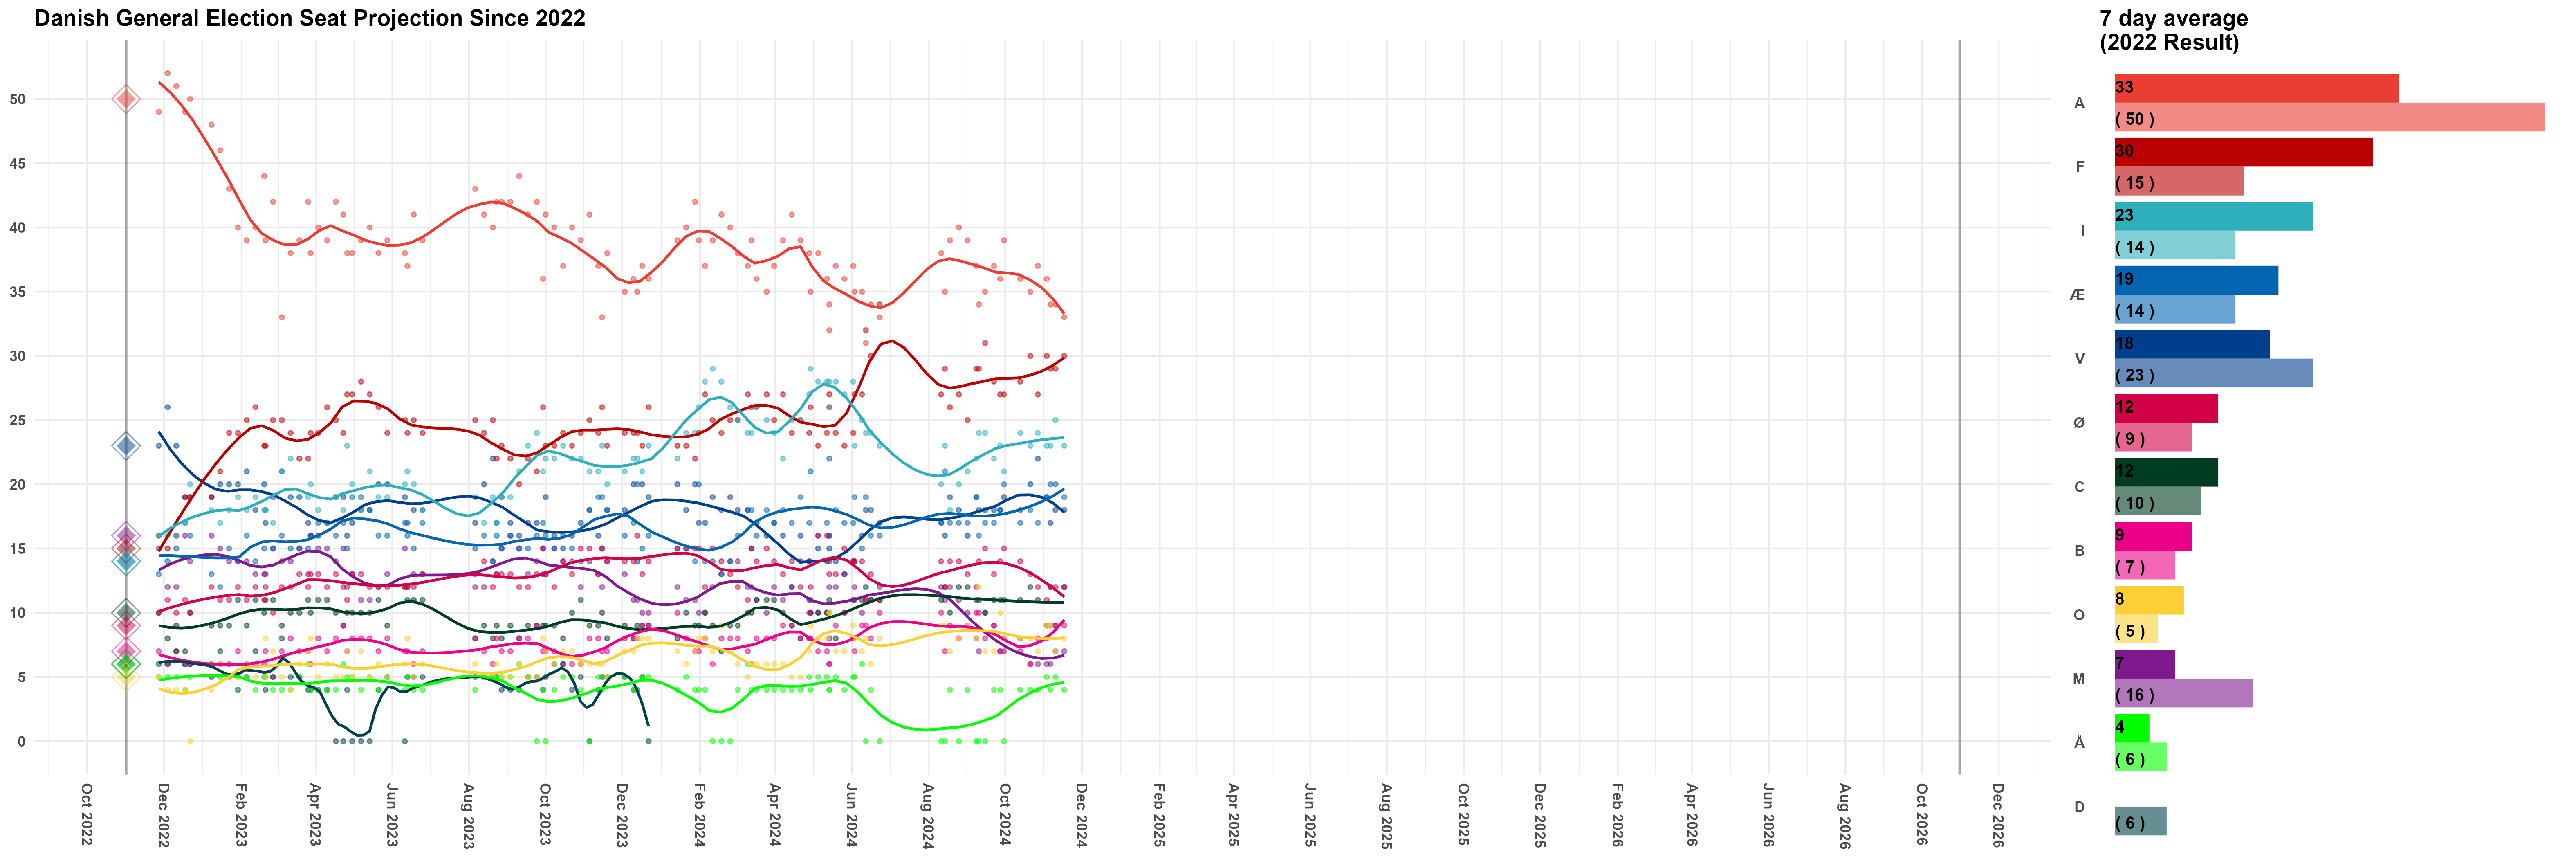 Danish General Election Seat Projection Since 2022
7 day average
(2022 Result)
50
45
40
35
30
25
20
15
10
5
0
Oct 2022
Dec 2022
Feb 2023
Apr 2023
Jun 2023
Aug 2023
Oct 2023
Dec 2023
Feb 2024
Apr 2024
Jun 2024
Aug 2024
Oct 2024
Dec 2024
Feb 2025
Apr 2025
Jun 2025
Aug 2025
Oct 2025
Dec 2025
Feb 2026
Apr 2026
Jun 2026
Aug 2026
Oct 2026
Dec 2026
A
33
( 50 )
F
30
( 15 )
I
23
( 14 )
Æ
19
( 14 )
V
18
( 23 )
Ø
12
( 9 )
C
12
( 10 )
B
9
( 7 )
O
8
( 5 )
M
7
( 16 )
Å
4
( 6 )
D
( 6 )